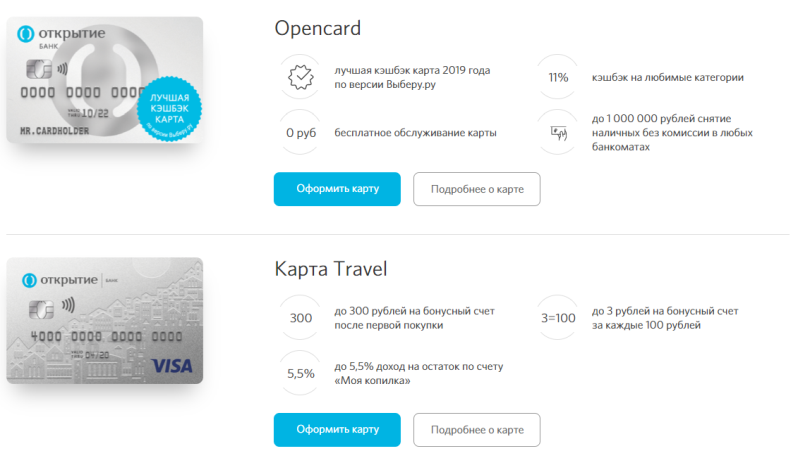 открытие
БАНК
0000 0000 000
VALID THRU 10/22
MR.CARDHOLDER
ЛУЧШАЯ
КЭШБЭК
КАРТА
по версии Выберу.ру
Opencard
лучшая кэшбэк карта 2019 года
по версии Выберу.ру
11%
кэшбэк на любимые категории
0 руб
бесплатное обслуживание карты
до 1 000 000 рублей снятие
наличных без комиссии в любых
банкоматах
Оформить карту
Подробнее о карте
открытие БАНК
4000 0000 0000 0000
04/20
VISA
Карта Travel
300
до 300 рублей на бонусный счет
после первой покупки
3=100
до 3 рублей на бонусный счет
за каждые 100 рублей
5,5%
до 5,5% доход на остаток по счету
«Моя копилка»
Оформить карту
Подробнее о карте